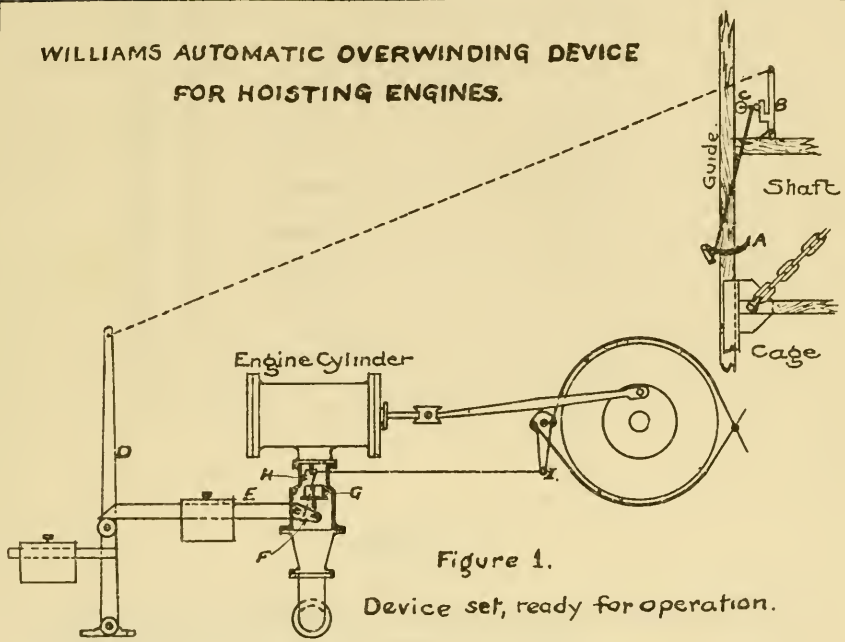 WILLIAMS AUTOMATIC OVERWINDING DEVICE
FOR HOISTING ENGINES.
C
B
Guide.
Shaft
A
Cage
Engine Cylinder
D
H
I.
E
G
F
Figure 1.
Device set, ready for operation.